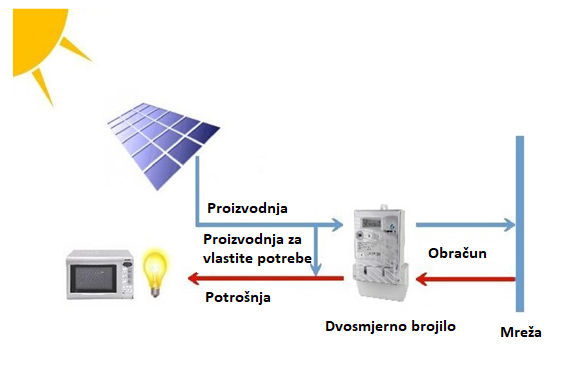 Proizvodnja
Proizvodnja za
vlastite potrebe
Obračun
Potrošnja
Dvosmjerno brojilo
Mreža